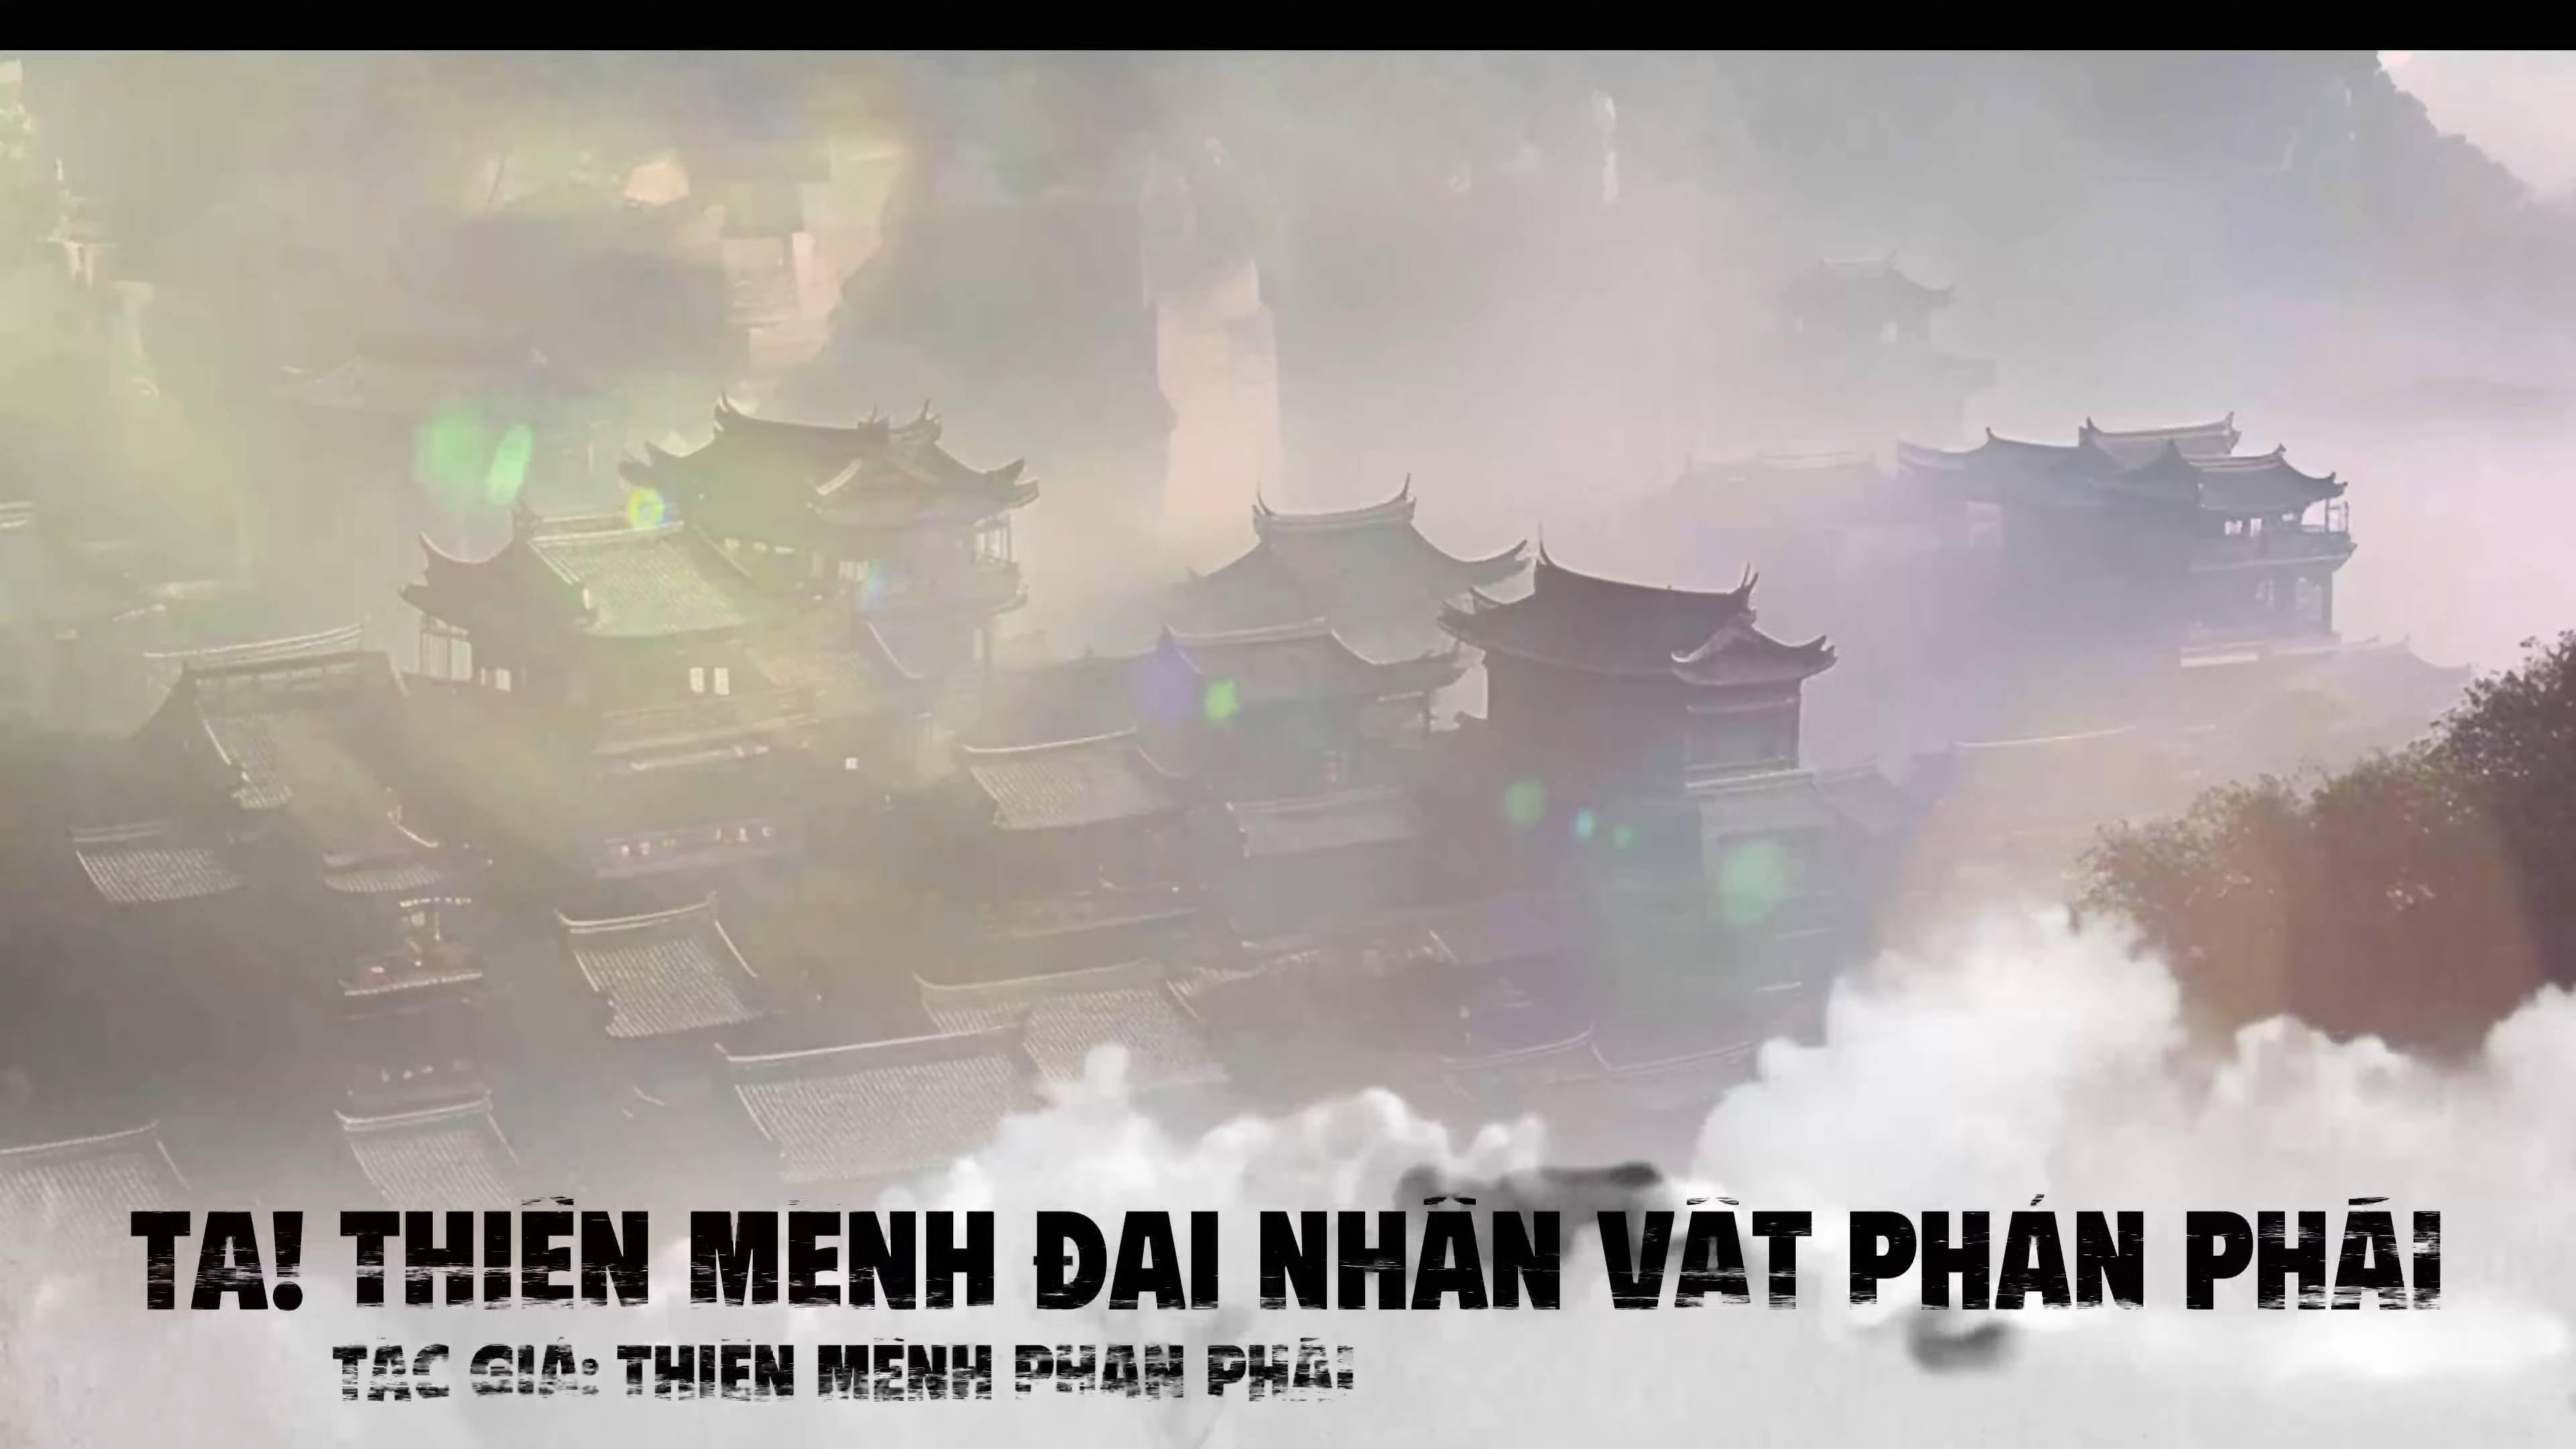 TA! THIÊN MỆNH ĐẠI NHÂN VẬT PHẢN PHÁI
TÁC GIẢ: THIÊN MỆNH PHẢN PHÁI